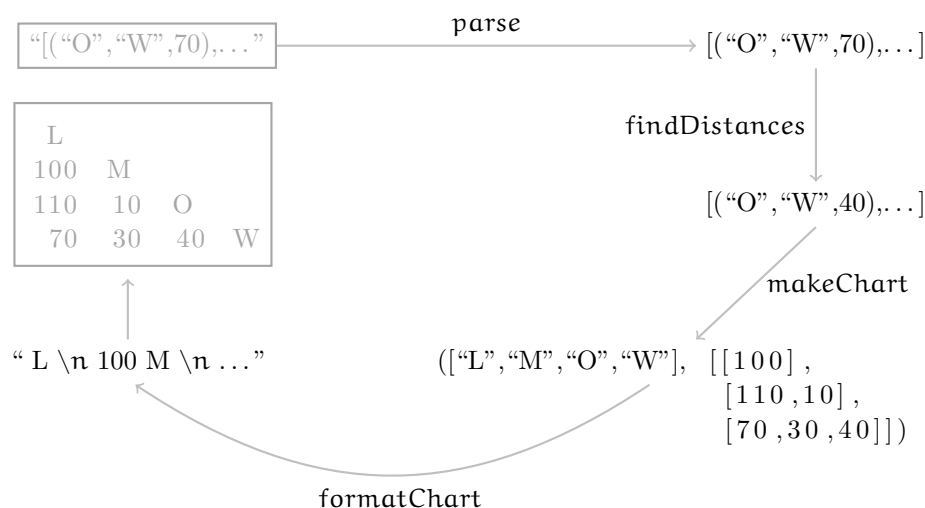 parse
“[(“O”,“W”,70),...”
[(“O”,“W”,70),...]
findDistances
L
100 M
110 10 O
70 30 40 W
[(“O”,“W”,40),...]
makeChart
“ L \n 100 M \n ...”
([“L”,“M”,“O”,“W”], [[100],
[110,10],
[70,30,40]])
formatChart